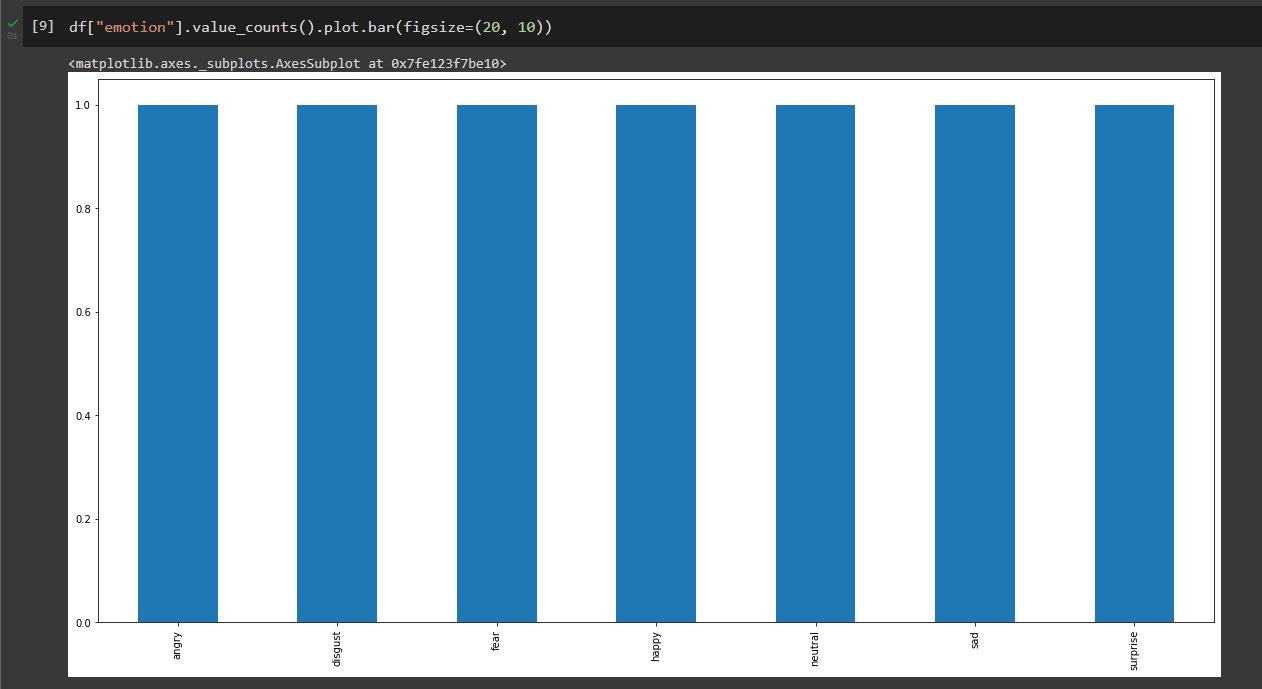 [9] df["emotion"].value_counts().plot.bar(figsize=(20, 10))
0s
<matplotlib.axes._subplots.AxesSubplot at 0x7fe123f7be10>
1.0
0.8
0.6
0.4
0.2
0.0
angry
disgust
fear
happy
neutral
sad
surprise